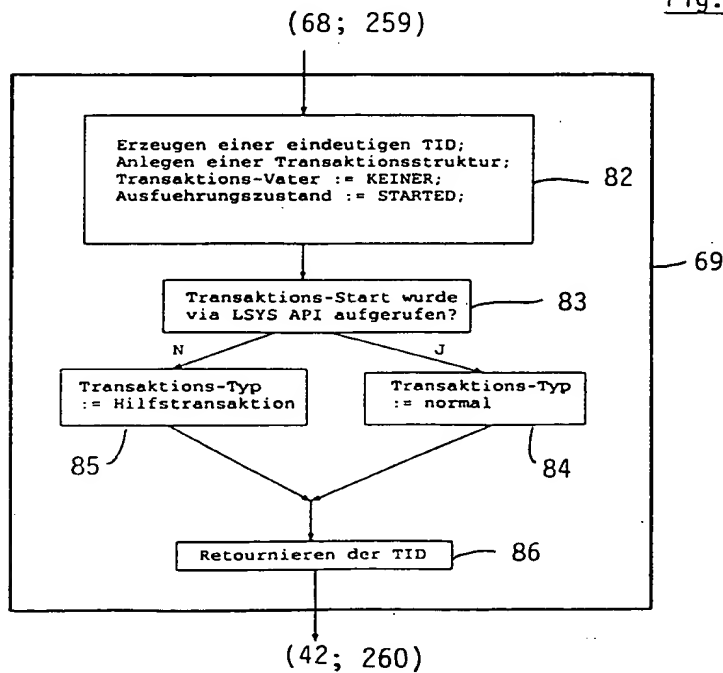 Fig.
(68; 259)
Erzeugen einer eindeutigen TID;
Anlegen einer Transaktionsstruktur;
Transaktions-Vater := KEINER;
Ausfuehrungszustand := STARTED;
82
69
Transaktions-Start wurde
via LSYS API aufgerufen?
83
N
J
Transaktions-Typ
:= Hilfstransaktion
Transaktions-Typ
:= normal
85
84
Retournieren der TID
86
(42; 260)